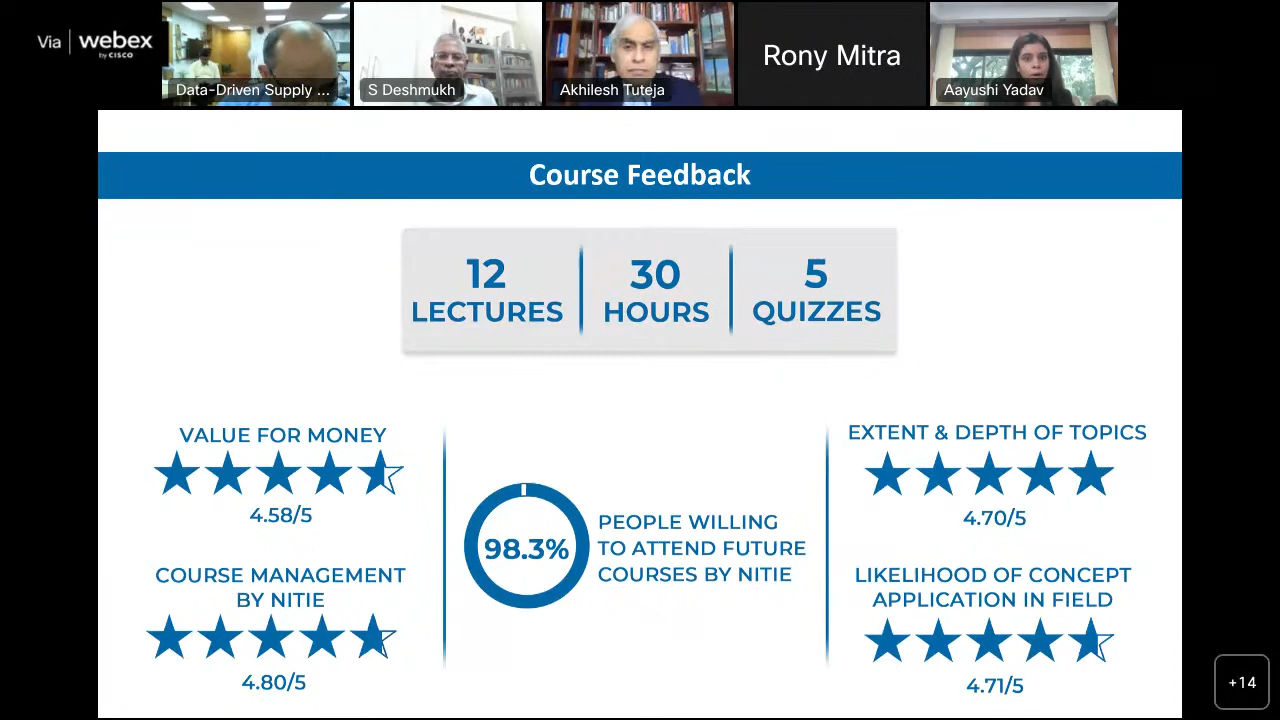 Via | webex
by CISCO
Data-Driven Supply ...
S Deshmukh
Akhilesh Tuteja
Rony Mitra
Aayushi Yadav
Course Feedback
12
LECTURES
30
HOURS
5
QUIZZES
VALUE FOR MONEY
4.58/5
COURSE MANAGEMENT
BY NITIE
4.80/5
98.3%
PEOPLE WILLING
TO ATTEND FUTURE
COURSES BY NITIE
EXTENT & DEPTH OF TOPICS
4.70/5
LIKELIHOOD OF CONCEPT
APPLICATION IN FIELD
4.71/5
+14